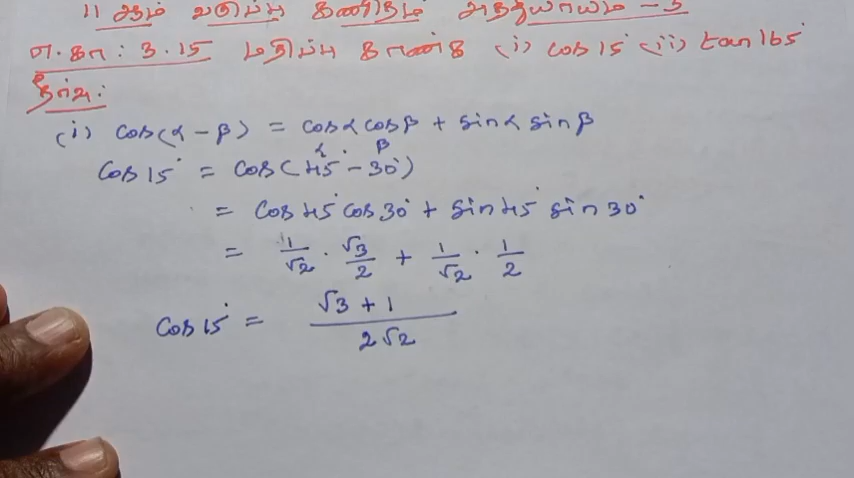 11 ஆம் வகுப்பு கணிதம் அத்தியாயம் - 3
எ.கா : 3.15 மதிப்பு காண்க (i) cos 15° (ii) tan 165°
தீர்வு:
(i) cos(α - β) = cosα cosβ + sinα sinβ
α β
cos 15° = cos(45° - 30°)
= cos 45° cos 30° + sin 45° sin 30°
= 1/√2 · √3/2 + 1/√2 · 1/2
cos 15° = (√3 + 1)/(2√2)